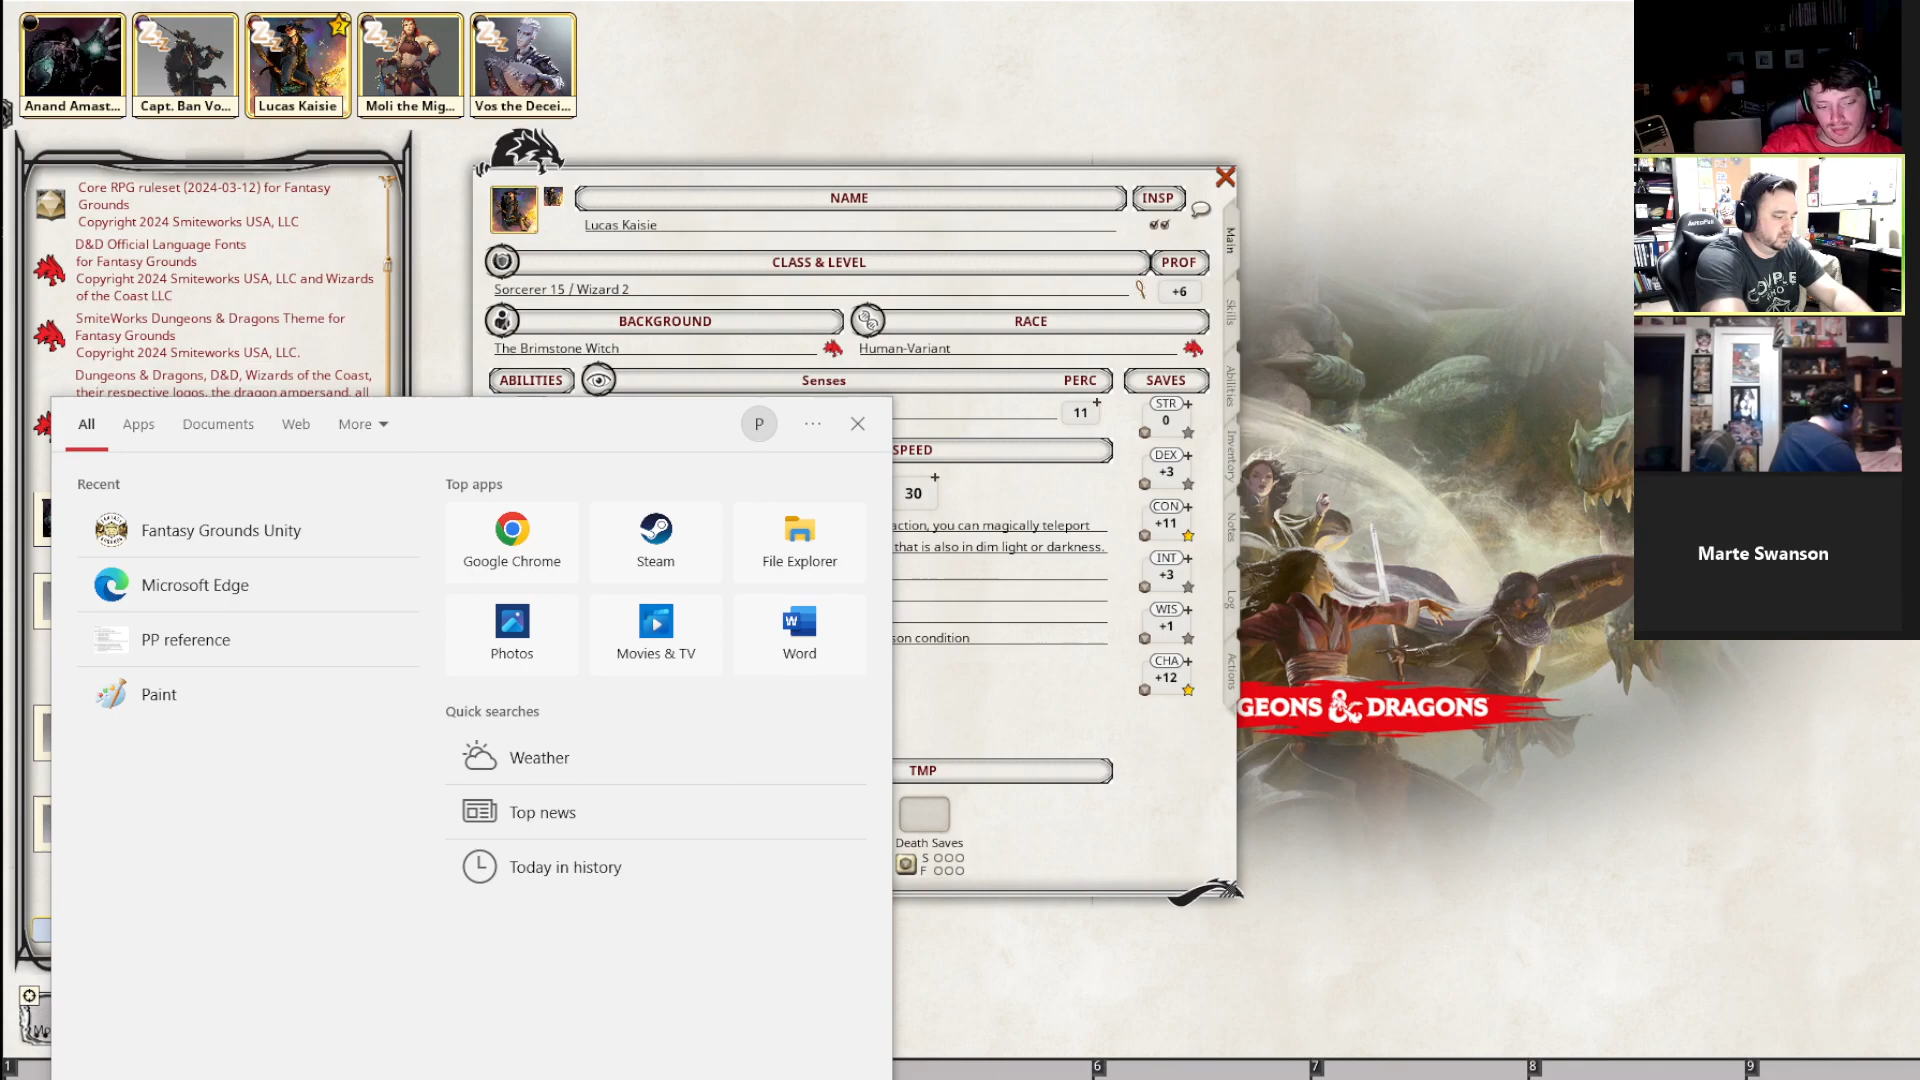 Anand Amast...
Capt. Ban Vo...
Lucas Kaisie
2
Moli the Mig...
Vos the Decei...
Core RPG ruleset (2024-03-12) for Fantasy
Grounds
Copyright 2024 Smiteworks USA, LLC
D&D Official Language Fonts
for Fantasy Grounds
Copyright 2024 Smiteworks USA, LLC and Wizards
of the Coast LLC
SmiteWorks Dungeons & Dragons Theme for
Fantasy Grounds
Copyright 2024 Smiteworks USA, LLC.
Dungeons & Dragons, D&D, Wizards of the Coast,
their respective logos, the dragon ampersand, all
NAME
INSP
Lucas Kaisie
CLASS & LEVEL
PROF
Sorcerer 15 / Wizard 2
+6
BACKGROUND
RACE
The Brimstone Witch
Human-Variant
ABILITIES
Senses
PERC
SAVES
11
SPEED
30
action, you can magically teleport
that is also in dim light or darkness.
son condition
STR
0
DEX
+3
CON
+11
INT
+3
WIS
+1
CHA
+12
TMP
Death Saves
S
F
Main
Skills
Abilities
Inventory
Notes
Log
Actions
All
Apps
Documents
Web
More
P
Recent
Fantasy Grounds Unity
Microsoft Edge
PP reference
Paint
Top apps
Google Chrome
Steam
File Explorer
Photos
Movies & TV
Word
Quick searches
Weather
Top news
Today in history
GEONS & DRAGONS
COUPLE
WHO
Marte Swanson
Mo
1
6
7
8
9